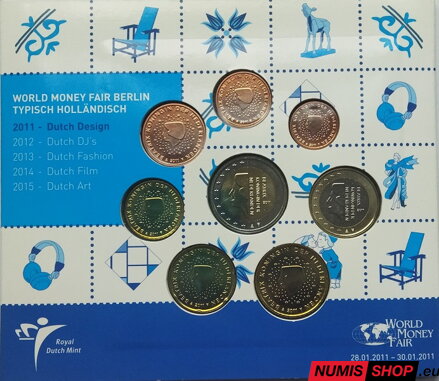 WORLD MONEY FAIR BERLIN
TYPISCH HOLLÄNDISCH
2011 - Dutch Design
2012 - Dutch DJ's
2013 - Dutch Fashion
2014 - Dutch Film
2015 - Dutch Art
Royal
Dutch Mint
WORLD
MONEY
FAIR
28.01.2011 – 30.01.2011
NUMIS SHOP.eu